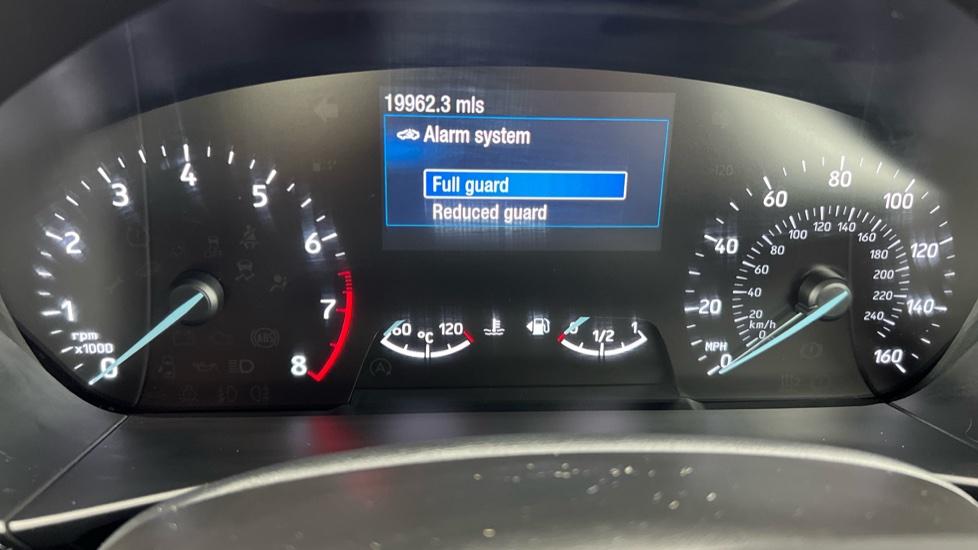 19962.3 mls
Alarm system
Full guard
Reduced guard
0
1
2
3
4
5
6
7
8
rpm
x1000
60 °C 120
0 1/2 1
0
20
40
60
80
100
120
140
160
MPH
0
20
40
60
80
100
120
140
160
180
200
220
240
km/h
(ABS)